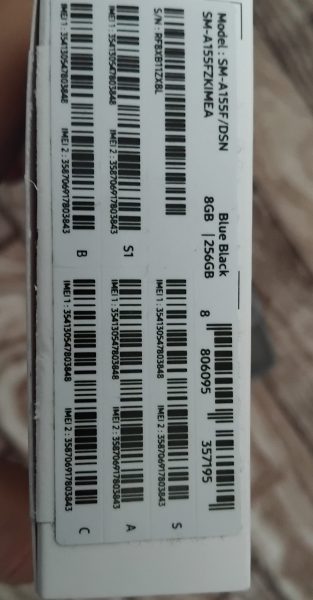 Model : SM-A155F/DSN
SM-A155FZKIMEA
Blue Black
8GB | 256GB
8 806095 357195
S/N : RF8XB11ZX8L
S
IMEI 1 : 354130547803848
IMEI 2 : 358706917803843
S1
IMEI 1 : 354130547803848
IMEI 2 : 358706917803843
A
IMEI 1 : 354130547803848
IMEI 2 : 358706917803843
B
IMEI 1 : 354130547803848
IMEI 2 : 358706917803843
C
IMEI 1 : 354130547803848
IMEI 2 : 358706917803843